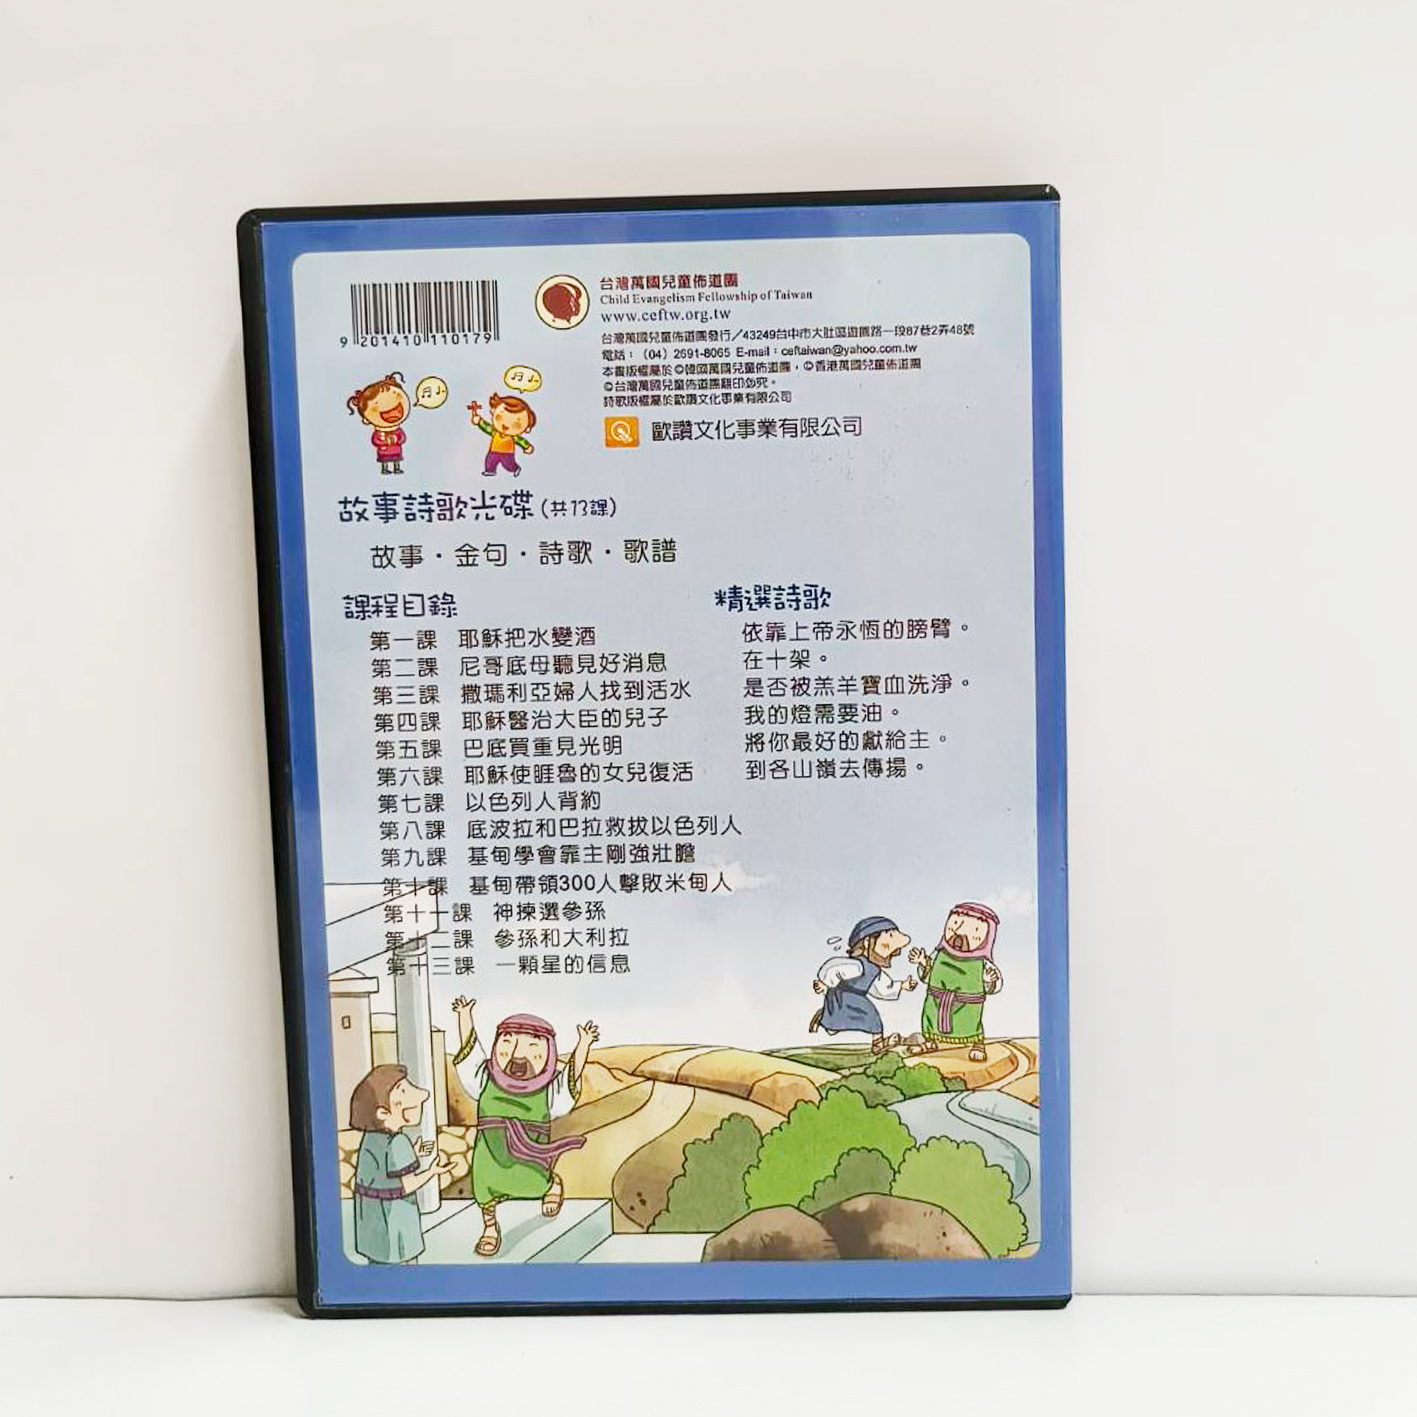 9 201410 110179
台灣萬國兒童佈道團
Child Evangelism Fellowship of Taiwan
www.ceftw.org.tw
台灣萬國兒童佈道團發行／43249台中市大肚區遊園路一段87巷2弄48號
電話：（04）2691-8065 E-mail：ceftaiwan@yahoo.com.tw
本書版權屬於©韓國萬國兒童佈道團，©香港萬國兒童佈道團
©台灣萬國兒童佈道團翻印必究。
詩歌版權屬於歐讚文化事業有限公司
歐讚文化事業有限公司
故事詩歌光碟(共13課)
故事・金句・詩歌・歌譜
課程目錄
第一課 耶穌把水變酒
第二課 尼哥底母聽見好消息
第三課 撒瑪利亞婦人找到活水
第四課 耶穌醫治大臣的兒子
第五課 巴底買重見光明
第六課 耶穌使睚魯的女兒復活
第七課 以色列人背約
第八課 底波拉和巴拉救拔以色列人
第九課 基甸學會靠主剛強壯膽
第十課 基甸帶領300人擊敗米甸人
第十一課 神揀選參孫
第十二課 參孫和大利拉
第十三課 一顆星的信息
精選詩歌
依靠上帝永恆的膀臂。
在十架。
是否被羔羊寶血洗淨。
我的燈需要油。
將你最好的獻給主。
到各山嶺去傳揚。